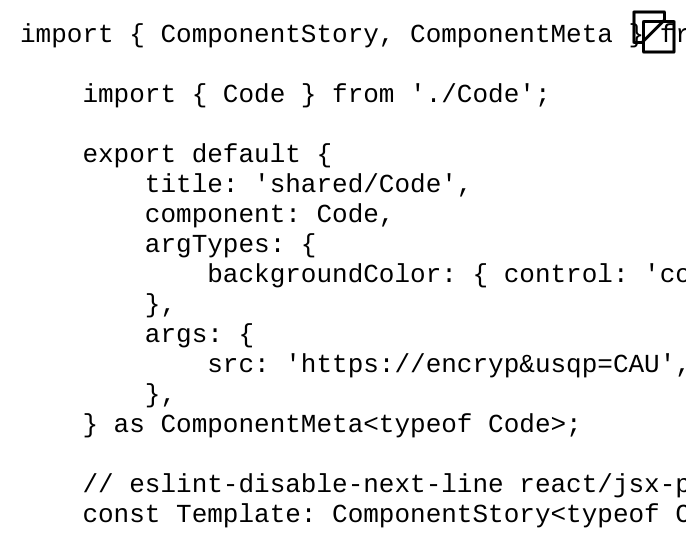 import { ComponentStory, ComponentMeta } fr
import { Code } from './Code';
export default {
title: 'shared/Code',
component: Code,
argTypes: {
backgroundColor: { control: 'co
},
args: {
src: 'https://encryp&usqp=CAU',
},
} as ComponentMeta<typeof Code>;
// eslint-disable-next-line react/jsx-p
const Template: ComponentStory<typeof C